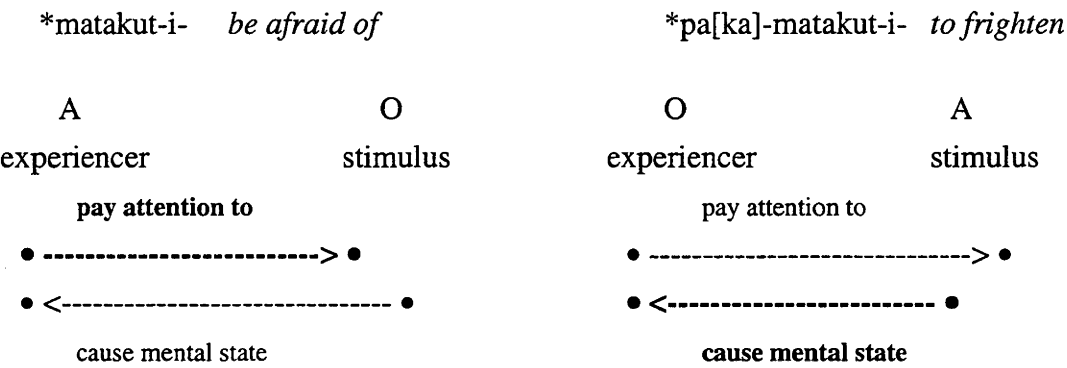 *matakut-i- be afraid of *pa[ka]-matakut-i- to frighten
A O O A
experiencer stimulus experiencer stimulus
pay attention to pay attention to
• --------------------------> • • ------------------------------> •
• <------------------------------- • • <------------------------- •
cause mental state cause mental state